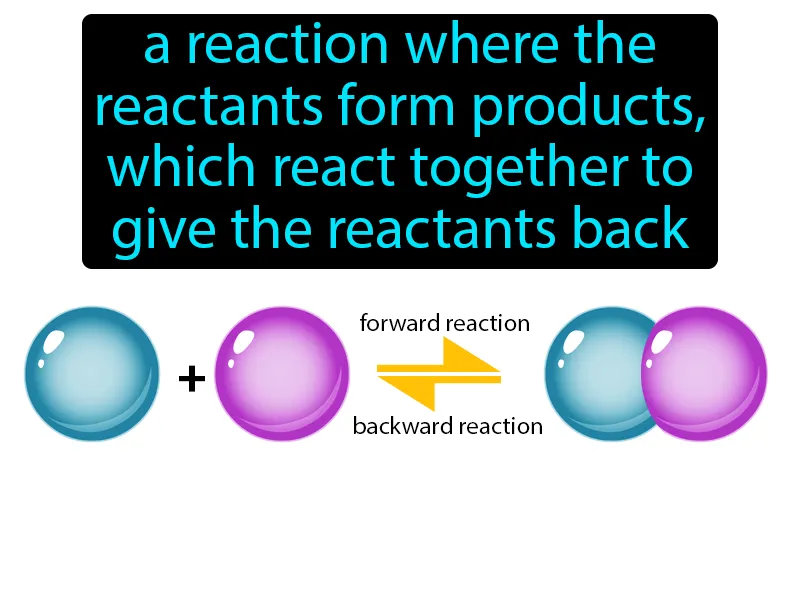 a reaction where the
reactants form products,
which react together to
give the reactants back
forward reaction
+
backward reaction